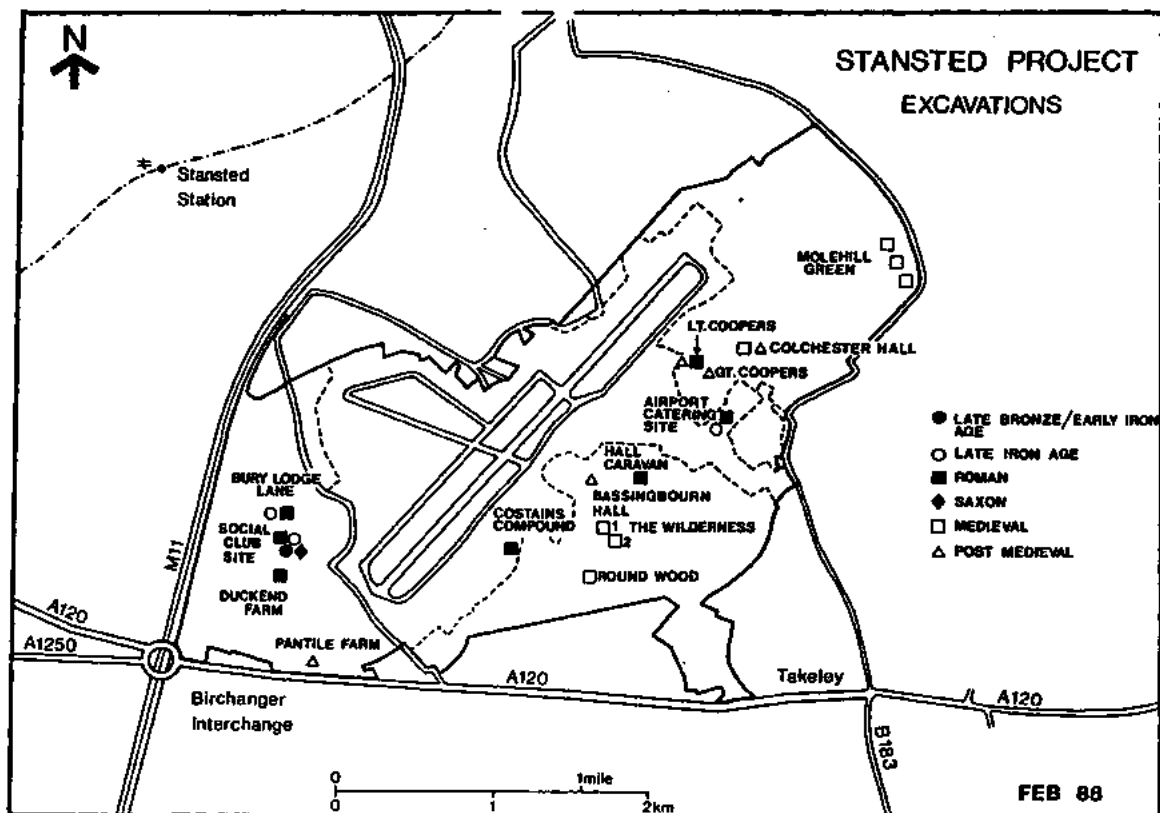 N
STANSTED PROJECT
EXCAVATIONS
Stansted
Station
MOLEHILL
GREEN
LT. COOPERS
COLCHESTER HALL
GT. COOPERS
AIRPORT
CATERING
SITE
LATE BRONZE/EARLY IRON
AGE
LATE IRON AGE
ROMAN
SAXON
MEDIEVAL
POST MEDIEVAL
HALL
CARAVAN
BASSINGBOURN
HALL
BURY LODGE
LANE
COSTAINS
COMPOUND
1 THE WILDERNESS
2
SOCIAL
CLUB
SITE
M11
ROUND WOOD
DUCKEND
FARM
A120
A1250
PANTILE FARM
A120
Takeley
A120
Birchanger
Interchange
B183
0 1mile
0 1 2km
FEB 88